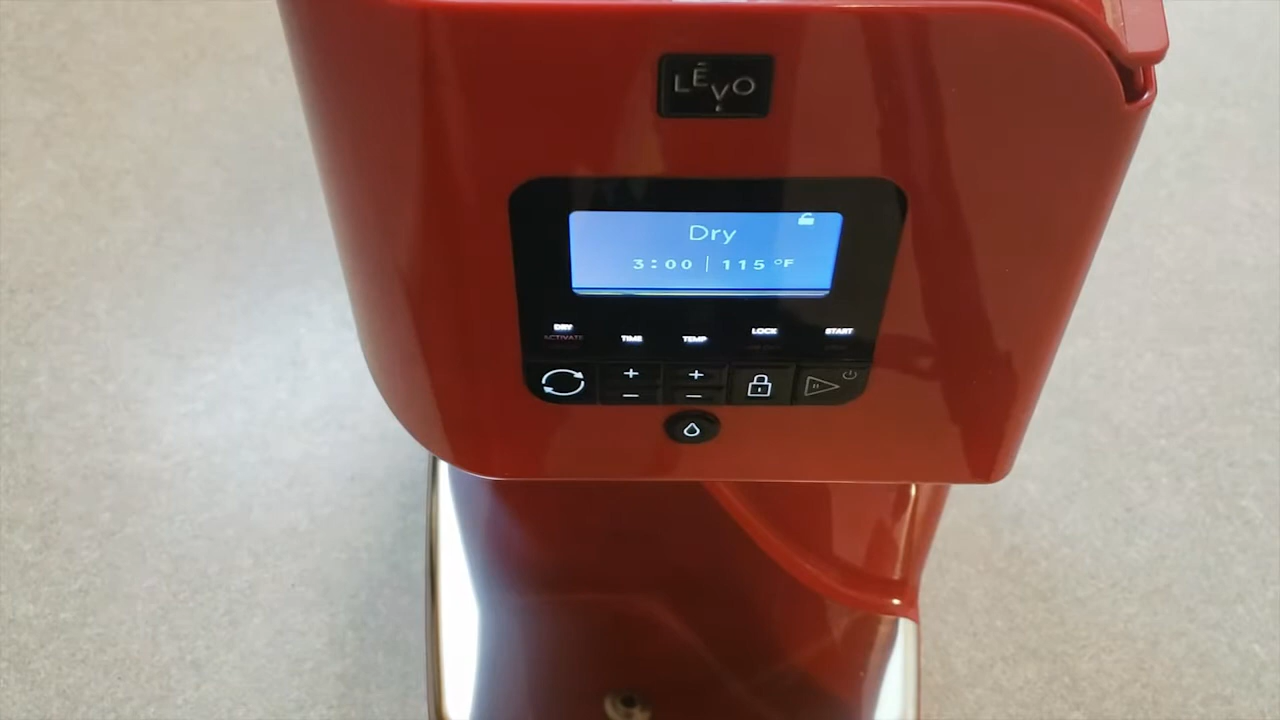 LĒVO
Dry
3:00 | 115 °F
DRY TIME TEMP LOCK START
ACTIVATE
+ +
− −